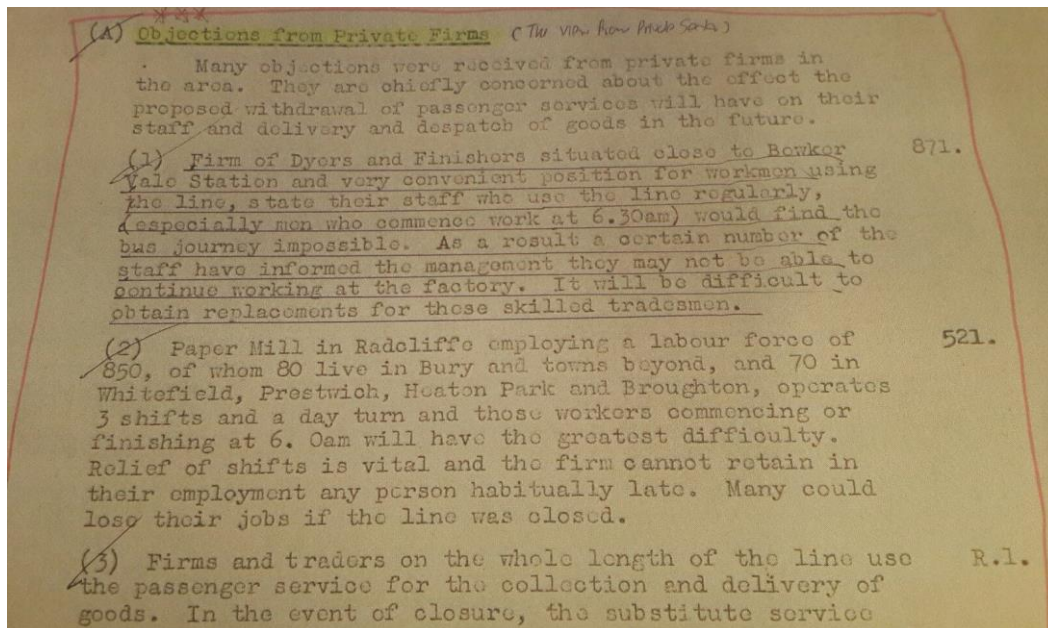 ***
(A) Objections from Private Firms (The view from Private Sector)
Many objections were received from private firms in
the area. They are chiefly concerned about the effect the
proposed withdrawal of passenger services will have on their
staff and delivery and despatch of goods in the future.
(1) Firm of Dyers and Finishers situated close to Bowker 871.
Vale Station and very convenient position for workmen using
the line, state their staff who use the line regularly,
(especially men who commence work at 6.30am) would find the
bus journey impossible. As a result a certain number of the
staff have informed the management they may not be able to
continue working at the factory. It will be difficult to
obtain replacements for those skilled tradesmen.
(2) Paper Mill in Radcliffe employing a labour force of 521.
850, of whom 80 live in Bury and towns beyond, and 70 in
Whitefield, Prestwich, Heaton Park and Broughton, operates
3 shifts and a day turn and those workers commencing or
finishing at 6. 0am will have the greatest difficulty.
Relief of shifts is vital and the firm cannot retain in
their employment any person habitually late. Many could
lose their jobs if the line was closed.
(3) Firms and traders on the whole length of the line use R.1.
the passenger service for the collection and delivery of
goods. In the event of closure, the substitute service